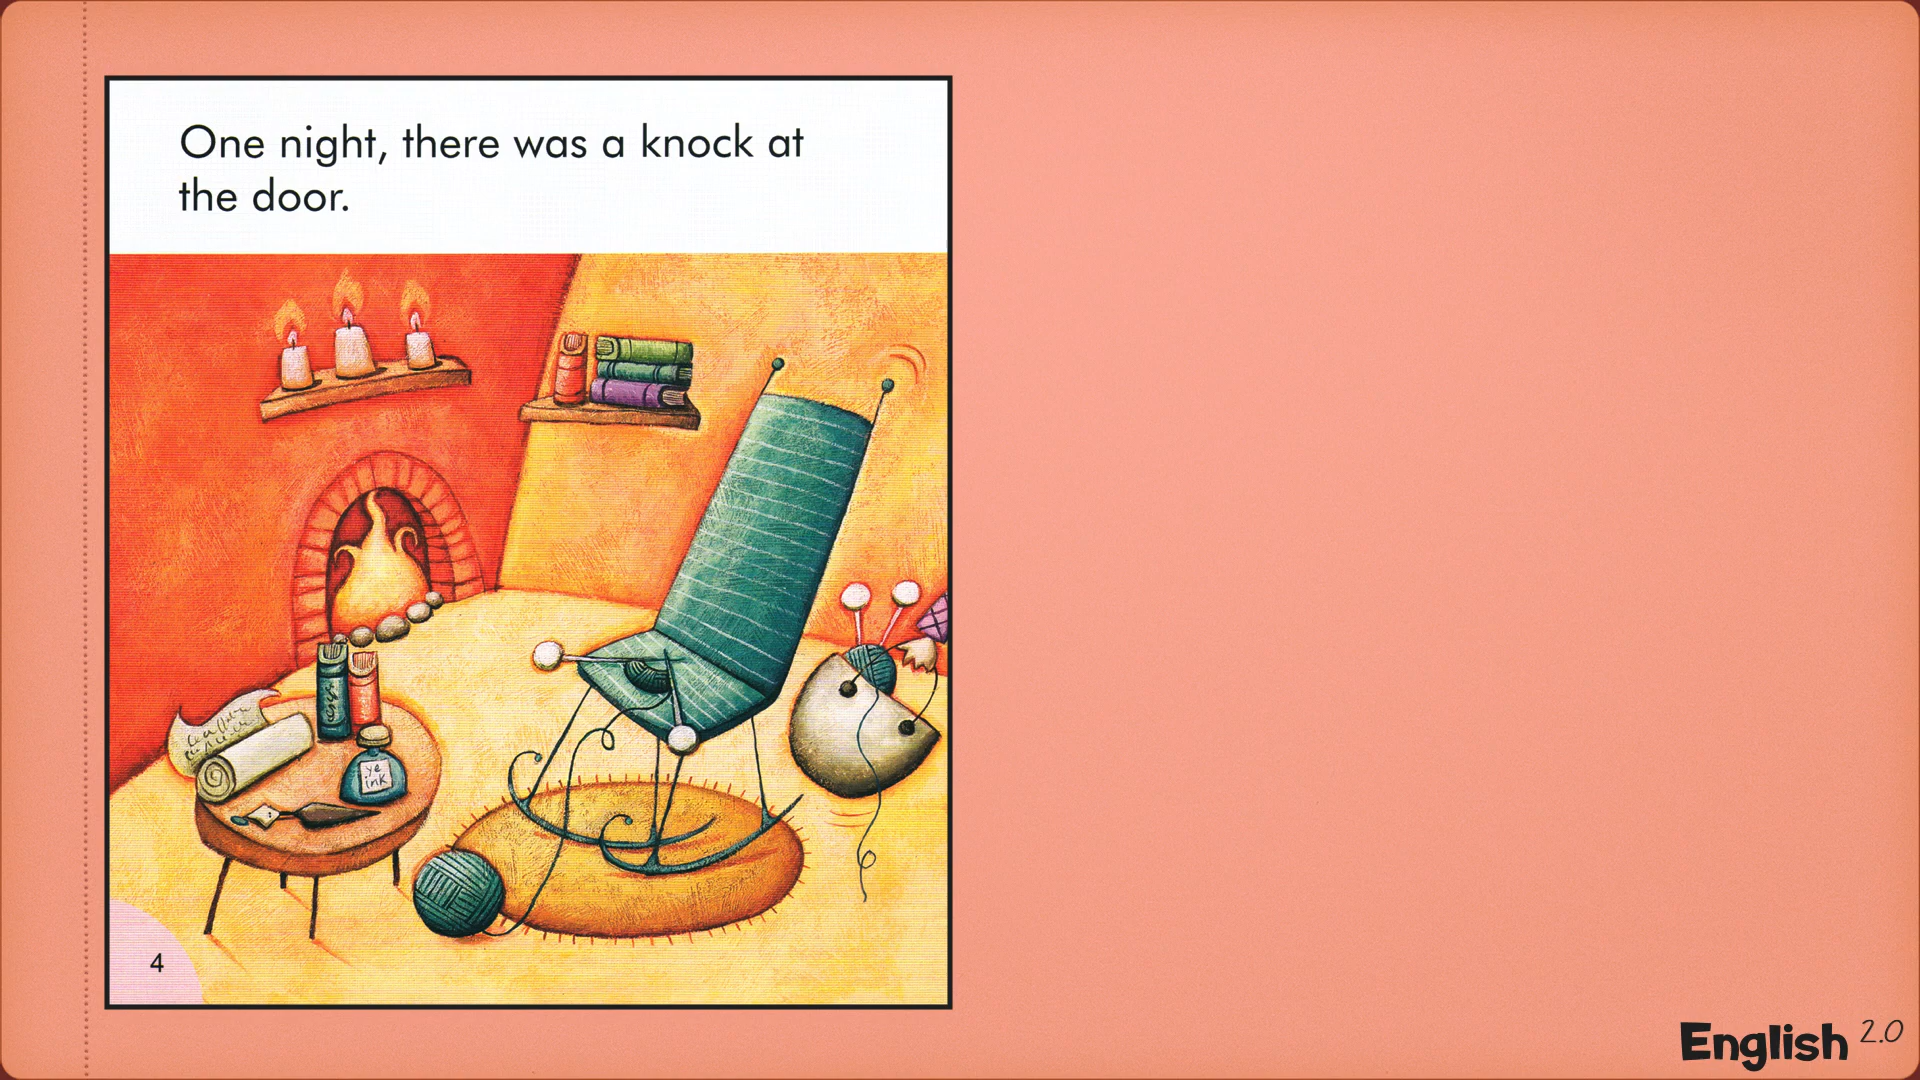 One night, there was a knock at
the door.
ye
ink
4
English 2.0